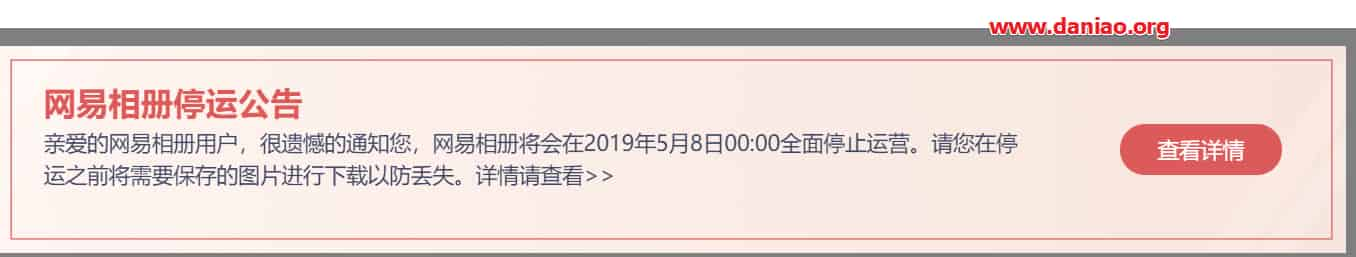 www.daniao.org
网易相册停运公告
亲爱的网易相册用户，很遗憾的通知您，网易相册将会在2019年5月8日00:00全面停止运营。请您在停
运之前将需要保存的图片进行下载以防丢失。详情请查看>>
查看详情